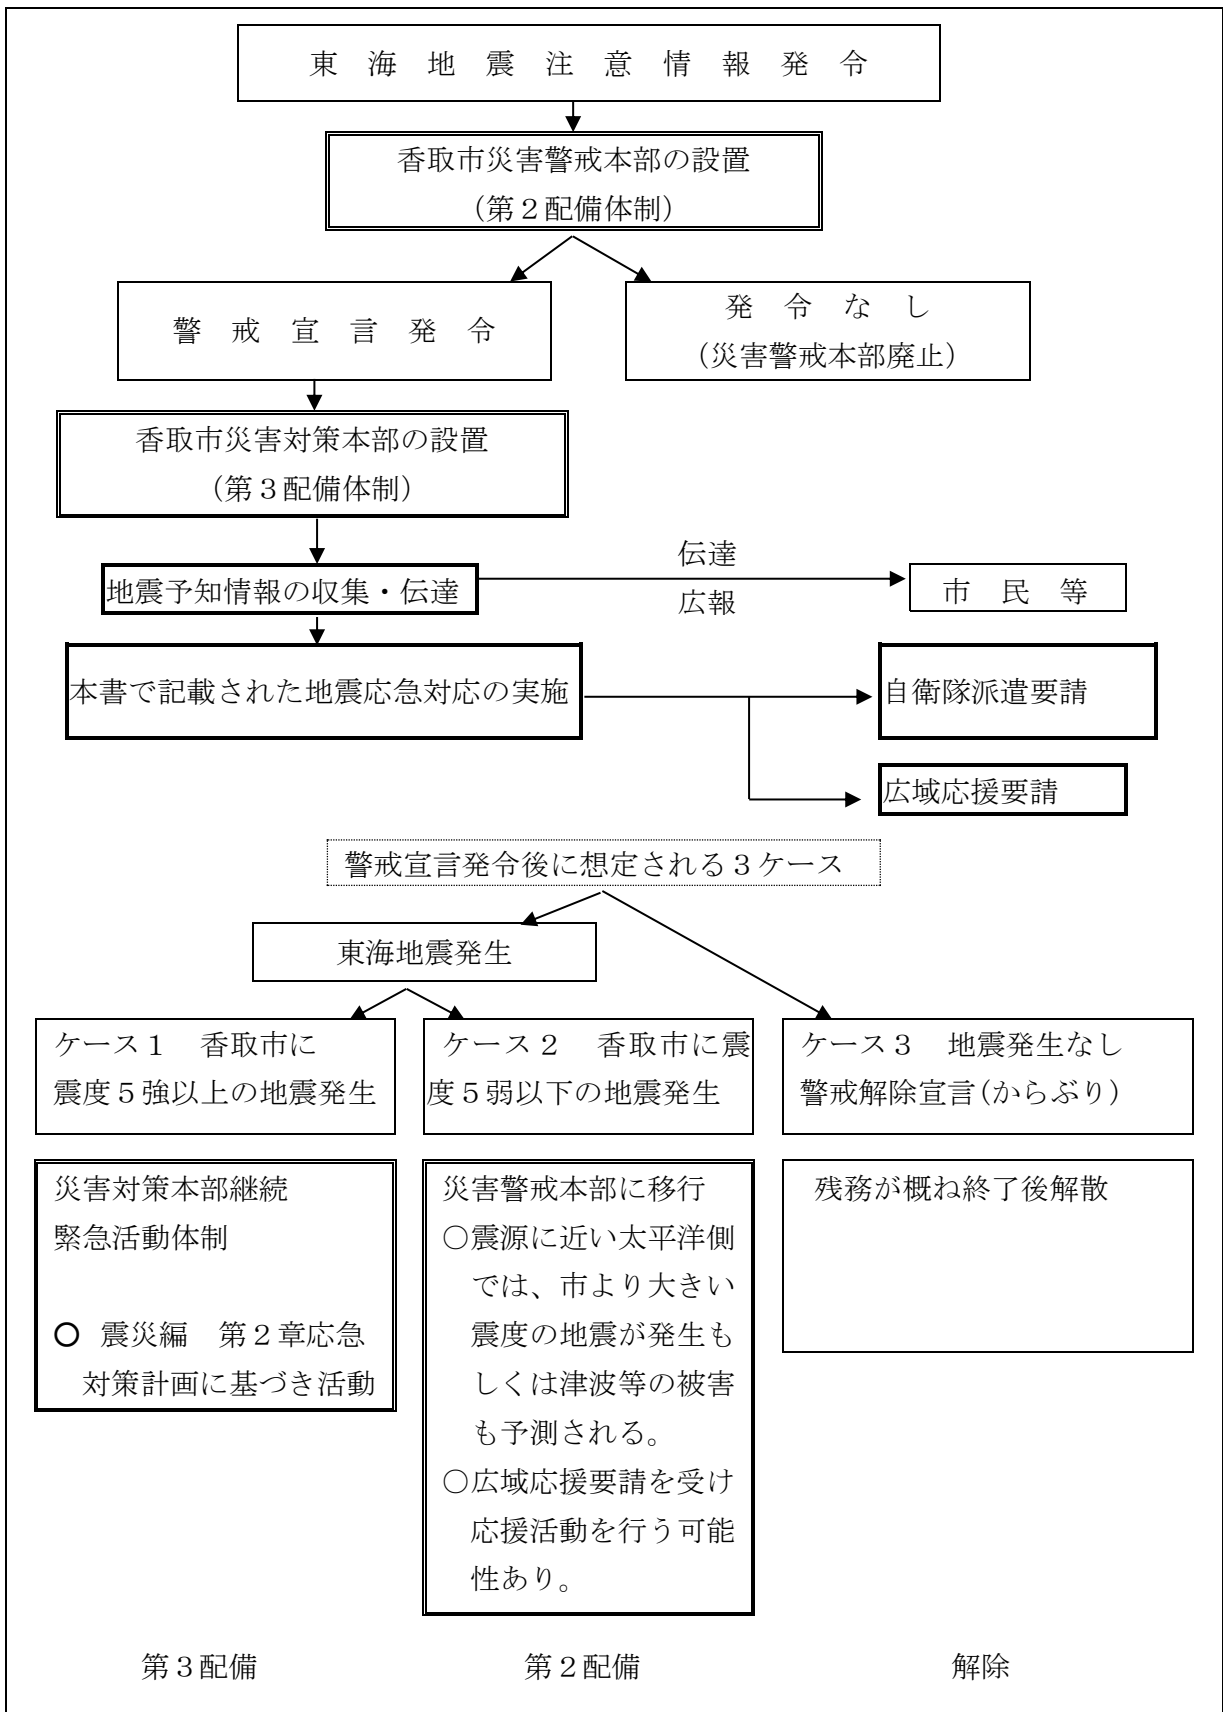 東　海　地　震　注　意　情　報　発　令
香取市災害警戒本部の設置
（第２配備体制）
警　戒　宣　言　発　令
発　令　な　し
（災害警戒本部廃止）
香取市災害対策本部の設置
（第３配備体制）
地震予知情報の収集・伝達
伝達
広報
市　民　等
本書で記載された地震応急対応の実施
自衛隊派遣要請
広域応援要請
警戒宣言発令後に想定される３ケース
東海地震発生
ケース１　香取市に
震度５強以上の地震発生
ケース２　香取市に震
度５弱以下の地震発生
ケース３　地震発生なし
警戒解除宣言(からぶり)
災害対策本部継続
緊急活動体制
○ 震災編　第２章応急
対策計画に基づき活動
災害警戒本部に移行
○震源に近い太平洋側
では、市より大きい
震度の地震が発生も
しくは津波等の被害
も予測される。
○広域応援要請を受け
応援活動を行う可能
性あり。
残務が概ね終了後解散
第３配備
第２配備
解除